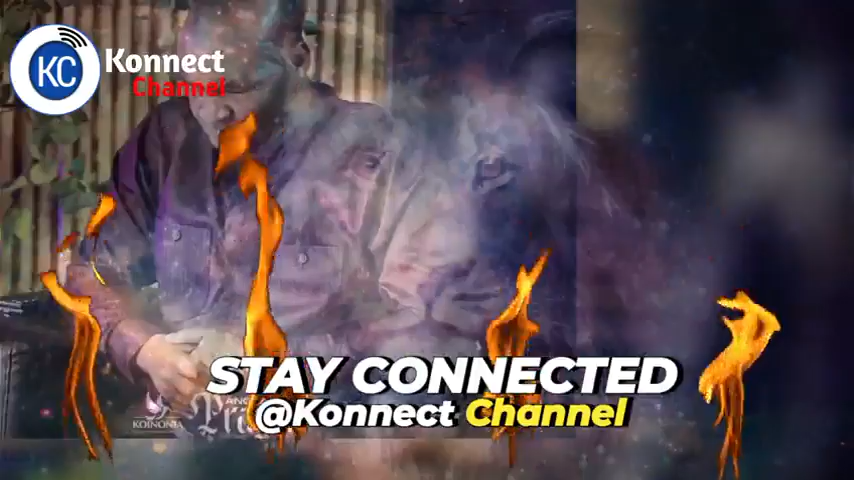 KC
Konnect
Channel
STAY CONNECTED
@Konnect Channel
KOINONIA